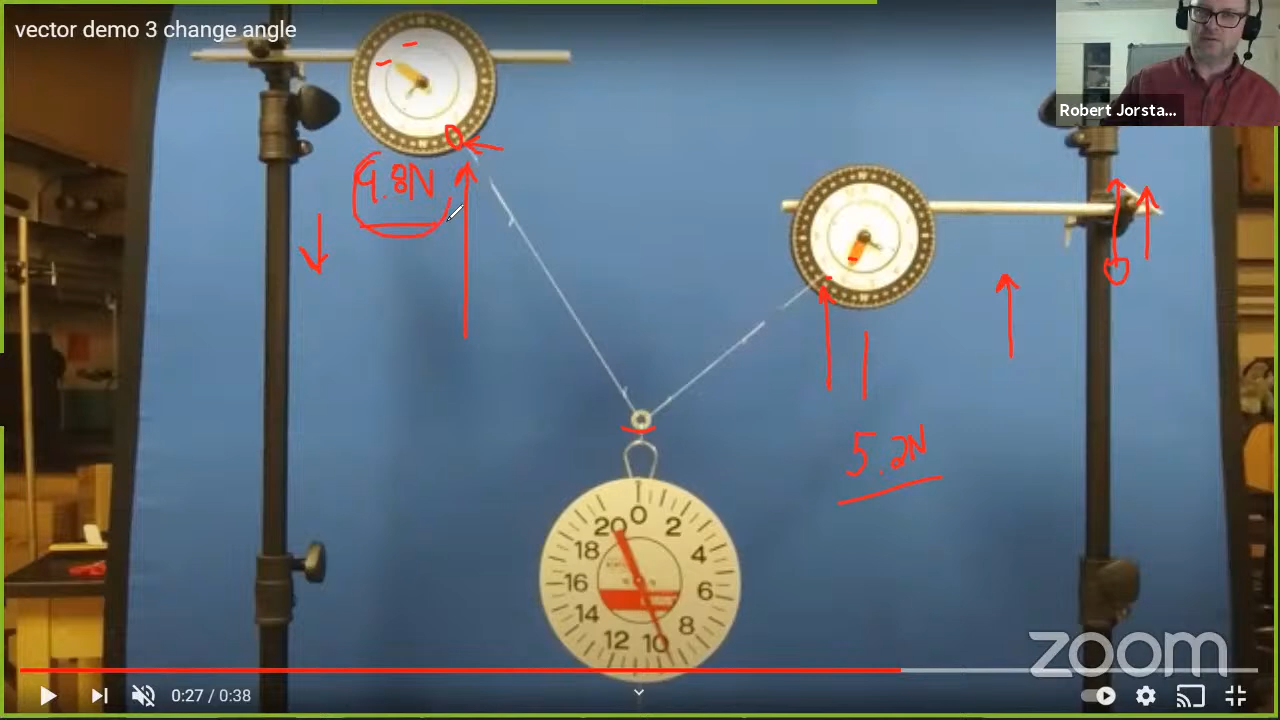 vector demo 3 change angle
Robert Jorsta...
9.8N
5.2N
0
20 2
18 4
16 6
14 8
12 10
zoom
0:27 / 0:38